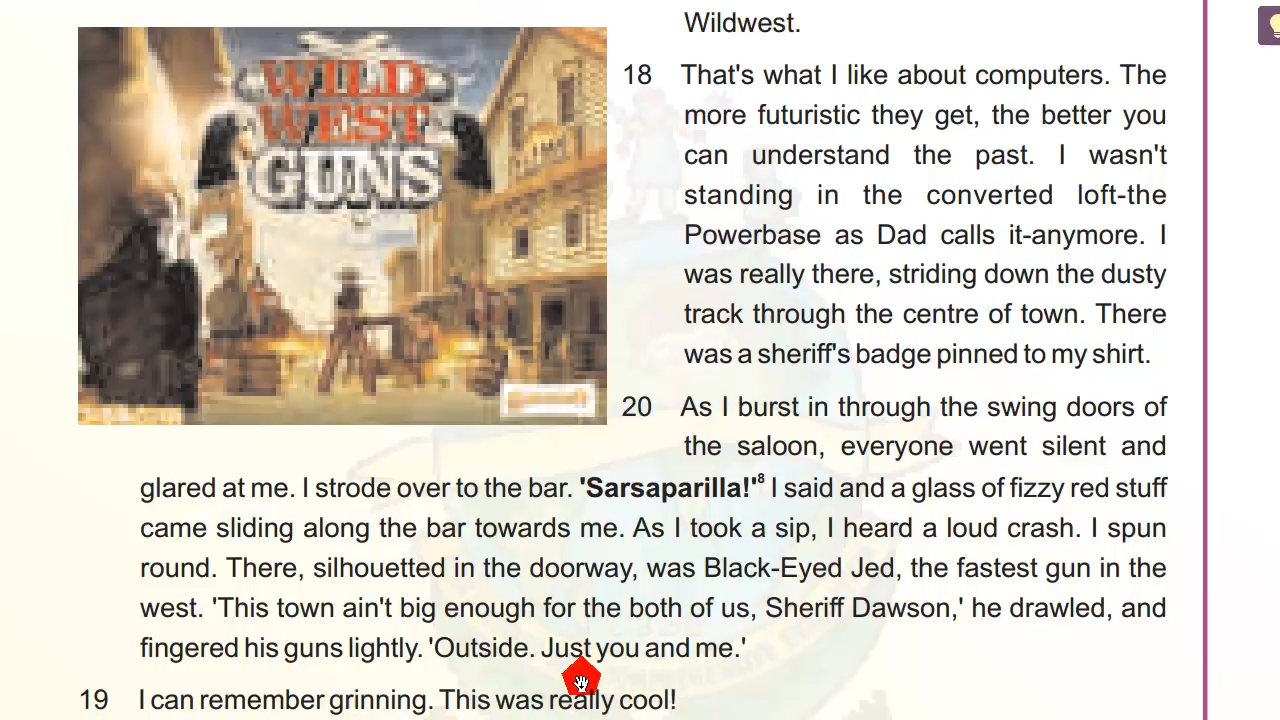 WILD
WEST
GUNS
Wildwest.
18 That's what I like about computers. The
more futuristic they get, the better you
can understand the past. I wasn't
standing in the converted loft-the
Powerbase as Dad calls it-anymore. I
was really there, striding down the dusty
track through the centre of town. There
was a sheriff's badge pinned to my shirt.
20 As I burst in through the swing doors of
the saloon, everyone went silent and
glared at me. I strode over to the bar. 'Sarsaparilla!'⁸ I said and a glass of fizzy red stuff
came sliding along the bar towards me. As I took a sip, I heard a loud crash. I spun
round. There, silhouetted in the doorway, was Black-Eyed Jed, the fastest gun in the
west. 'This town ain't big enough for the both of us, Sheriff Dawson,' he drawled, and
fingered his guns lightly. 'Outside. Just you and me.'
19 I can remember grinning. This was really cool!